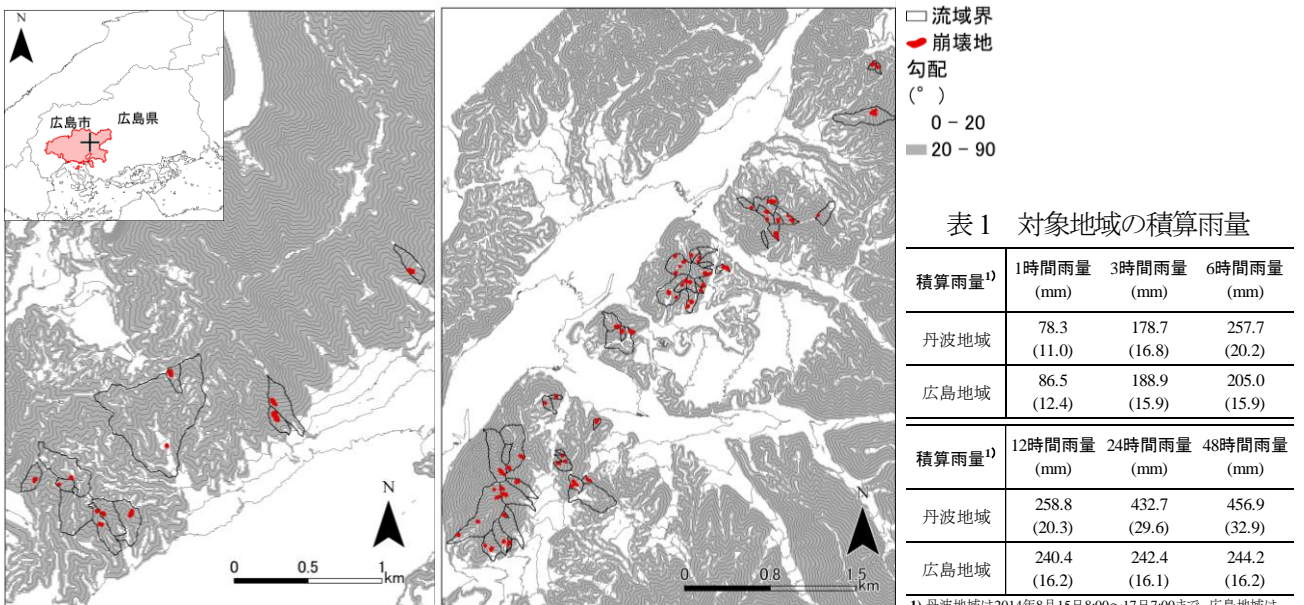 N
広島市 広島県
N
0 0.5 1
km
N
0 0.8 1.5
km
流域界
崩壊地
勾配
(° )
0 - 20
20 - 90
表1 対象地域の積算雨量
積算雨量1) 1時間雨量 3時間雨量 6時間雨量
(mm) (mm) (mm)
丹波地域 78.3 178.7 257.7
(11.0) (16.8) (20.2)
広島地域 86.5 188.9 205.0
(12.4) (15.9) (15.9)
積算雨量1) 12時間雨量 24時間雨量 48時間雨量
(mm) (mm) (mm)
丹波地域 258.8 432.7 456.9
(20.3) (29.6) (32.9)
広島地域 240.4 242.4 244.2
(16.2) (16.1) (16.2)
1) 丹波地域は2014年8月15日8:00~17日7:00まで、広島地域は